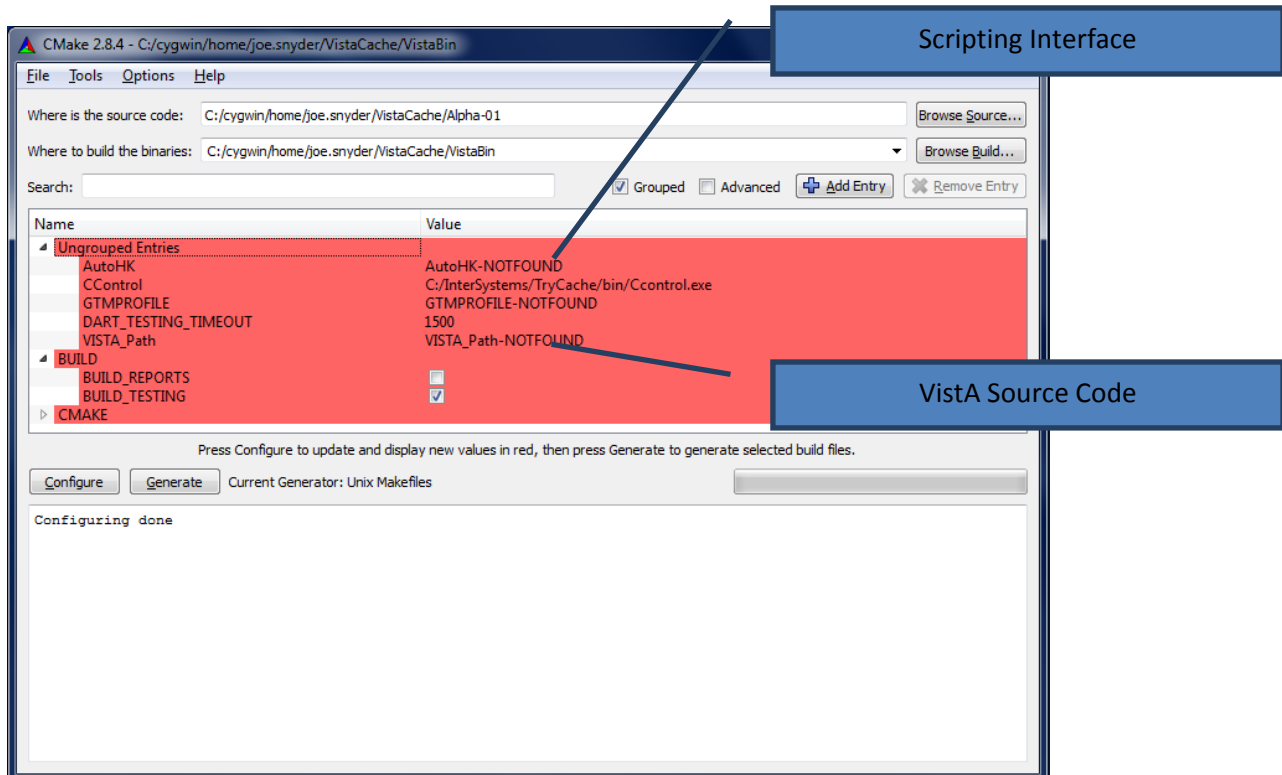 Scripting Interface
CMake 2.8.4 - C:/cygwin/home/joe.snyder/VistaCache/VistaBin
File Tools Options Help
Where is the source code: C:/cygwin/home/joe.snyder/VistaCache/Alpha-01 Browse Source...
Where to build the binaries: C:/cygwin/home/joe.snyder/VistaCache/VistaBin Browse Build...
Search: Grouped Advanced Add Entry Remove Entry
Name Value
Ungrouped Entries
AutoHK AutoHK-NOTFOUND
CControl C:/InterSystems/TryCache/bin/Ccontrol.exe
GTMPROFILE GTMPROFILE-NOTFOUND
DART_TESTING_TIMEOUT 1500
VISTA_Path VISTA_Path-NOTFOUND
BUILD
BUILD_REPORTS
BUILD_TESTING
CMAKE
VistA Source Code
Press Configure to update and display new values in red, then press Generate to generate selected build files.
Configure Generate Current Generator: Unix Makefiles
Configuring done